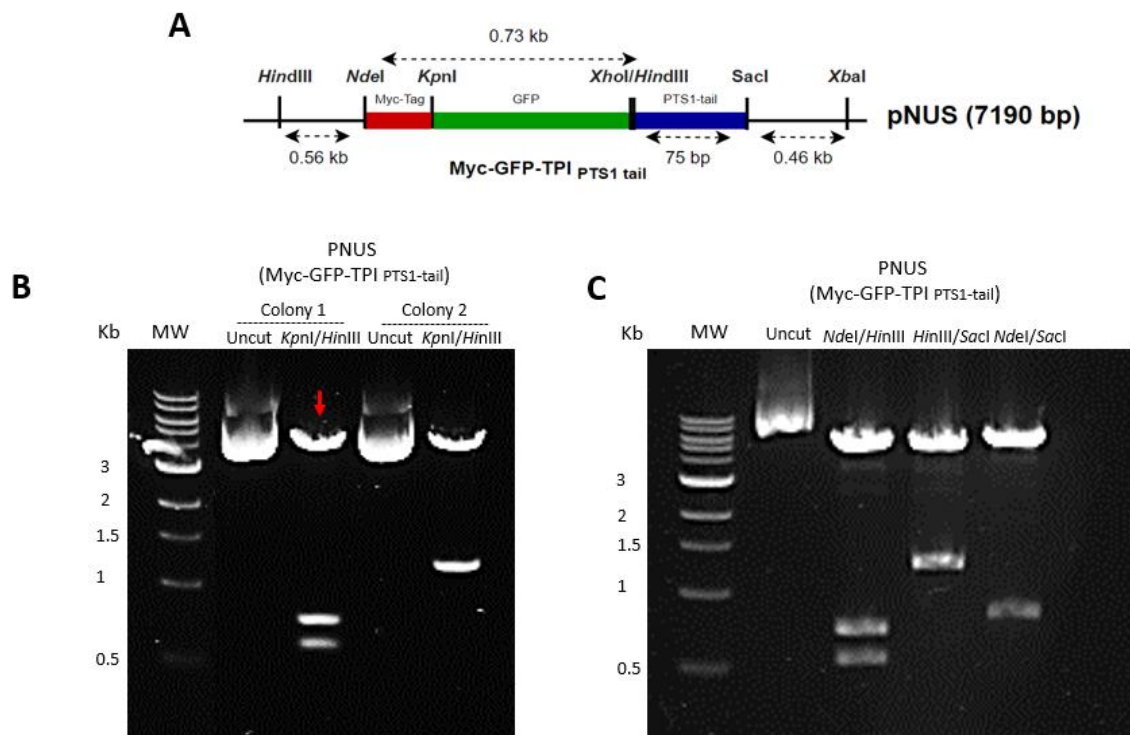 A
0.73 kb
HindIII NdeI KpnI XhoI/HindIII SacI XbaI
Myc-Tag GFP PTS1-tail
pNUS (7190 bp)
0.56 kb 75 bp 0.46 kb
Myc-GFP-TPI PTS1 tail
B
PNUS
(Myc-GFP-TPI PTS1-tail)
Colony 1 Colony 2
Kb MW Uncut KpnI/HinIII Uncut KpnI/HinIII
3
2
1.5
1
0.5
C
PNUS
(Myc-GFP-TPI PTS1-tail)
Kb MW Uncut NdeI/HinIII HinIII/SacI NdeI/SacI
3
2
1.5
1
0.5